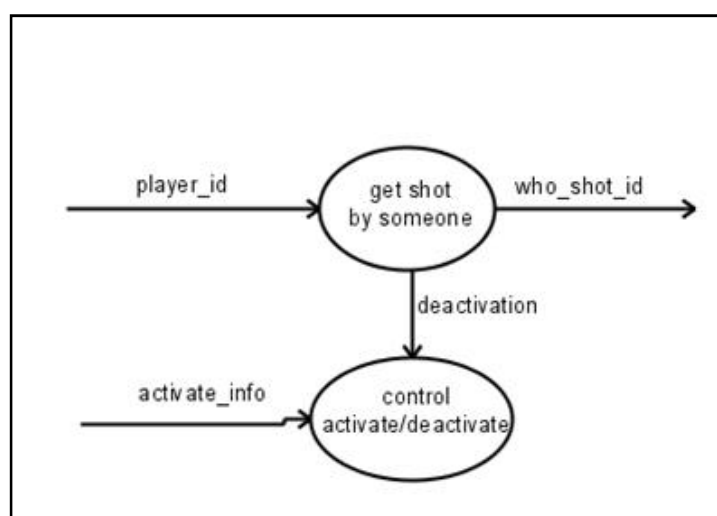 player_id
get shot
by someone
who_shot_id
deactivation
activate_info
control
activate/deactivate